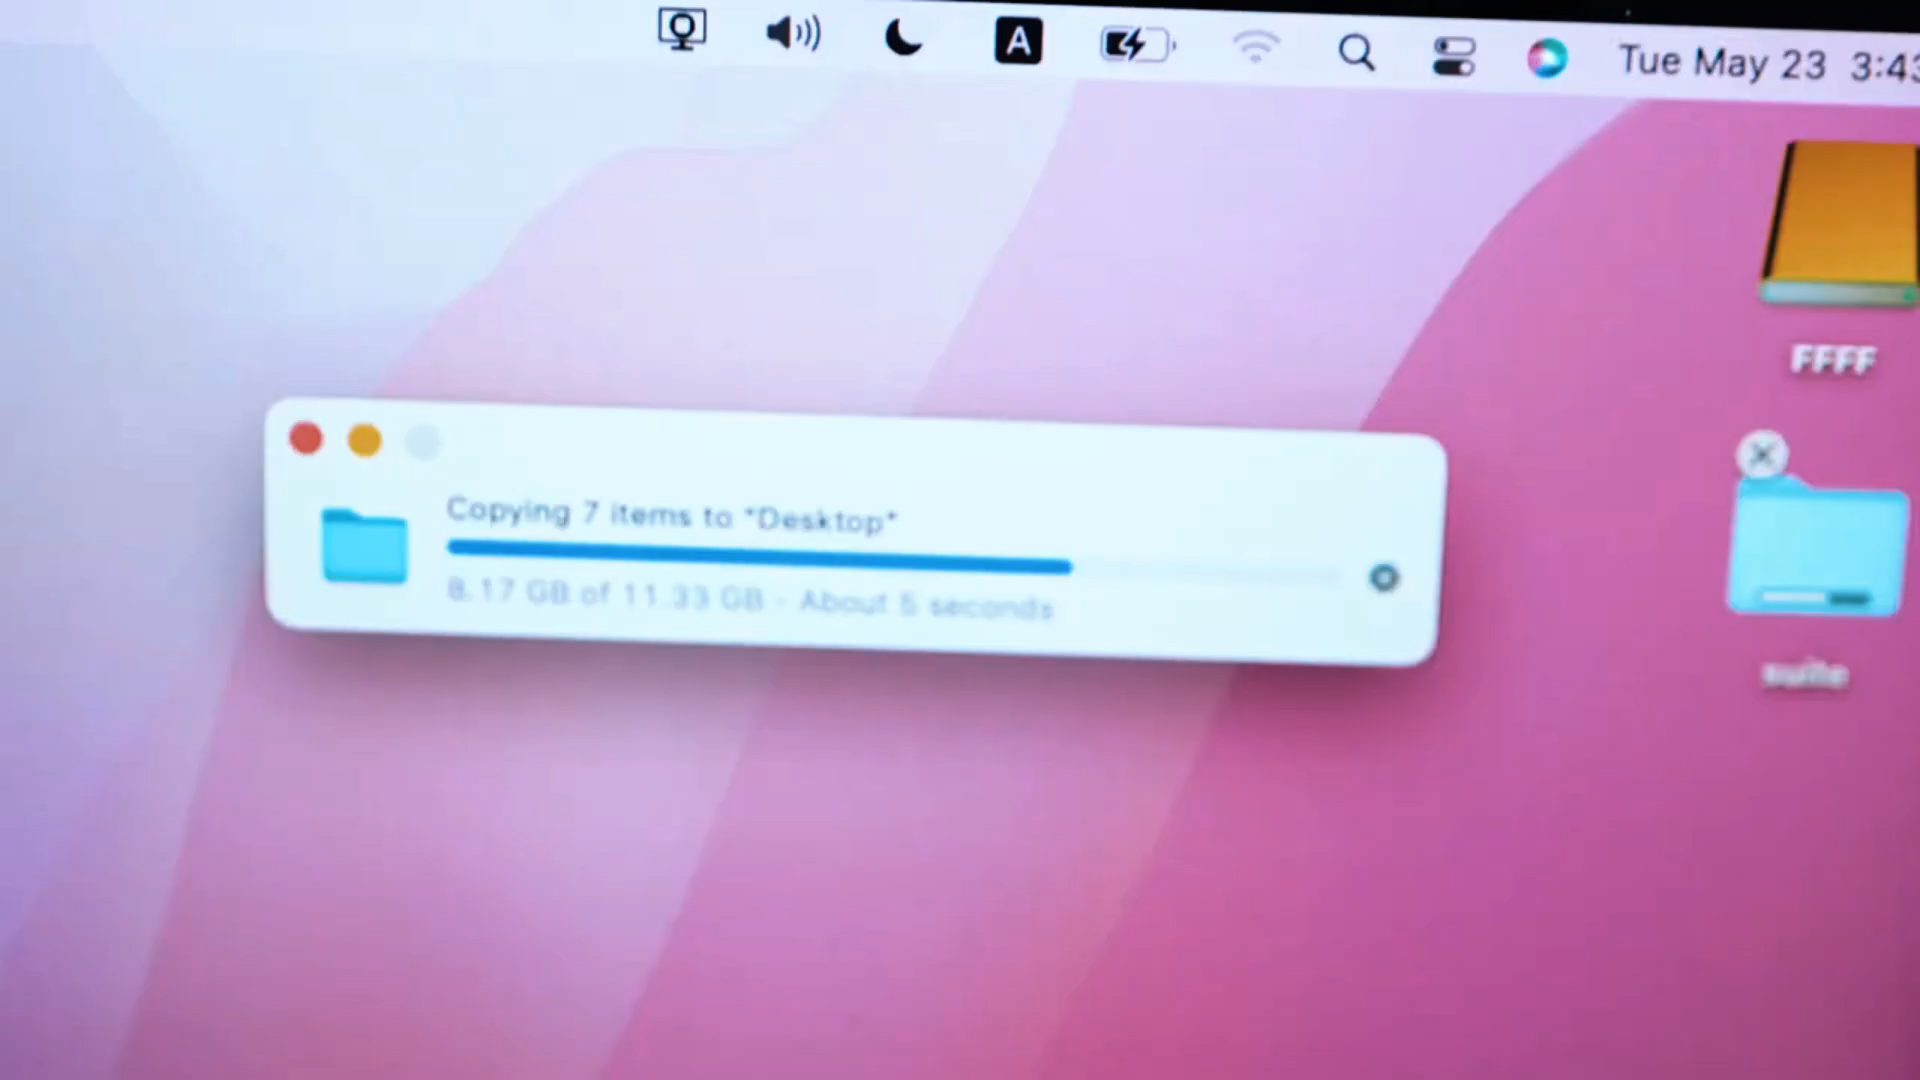 A
Tue May 23 3:43
FFFF
Copying 7 items to "Desktop"
8.17 GB of 11.33 GB - About 5 seconds
suite